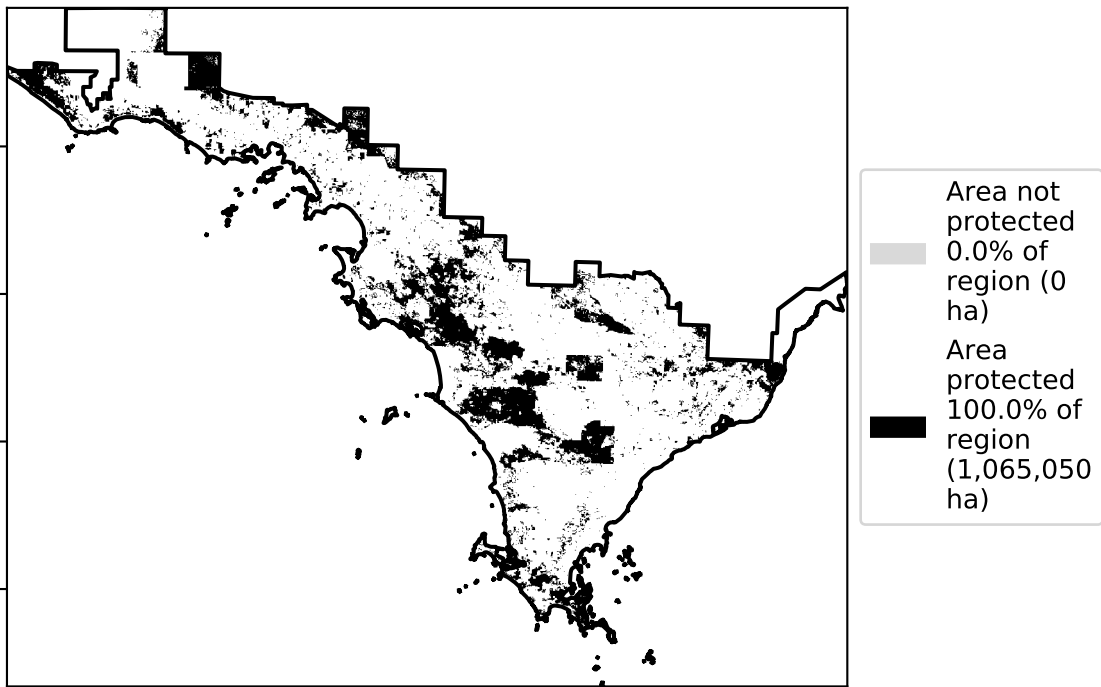 Area not
protected
0.0% of
region (0
ha)
Area
protected
100.0% of
region
(1,065,050
ha)